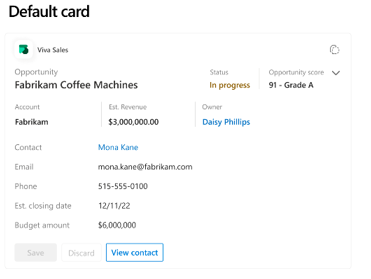 Default card
Viva Sales
Opportunity Status Opportunity score
Fabrikam Coffee Machines In progress 91 - Grade A
Account Est. Revenue Owner
Fabrikam $3,000,000.00 Daisy Phillips
Contact Mona Kane
Email mona.kane@fabrikam.com
Phone 515-555-0100
Est. closing date 12/11/22
Budget amount $6,000,000
Save Discard View contact